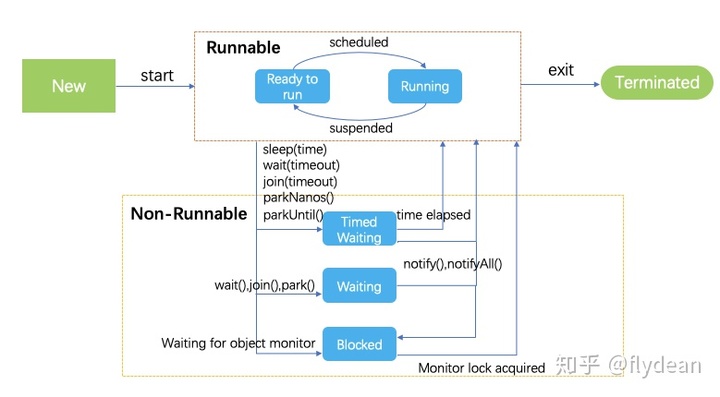 Runnable
scheduled
New
start
Ready to
run
Running
exit
Terminated
suspended
sleep(time)
wait(timeout)
join(timeout)
parkNanos()
parkUntil()
Non-Runnable
Timed
Waiting
time elapsed
notify(),notifyAll()
wait(),join(),park()
Waiting
Waiting for object monitor
Blocked
Monitor lock acquired
知乎 @flydean